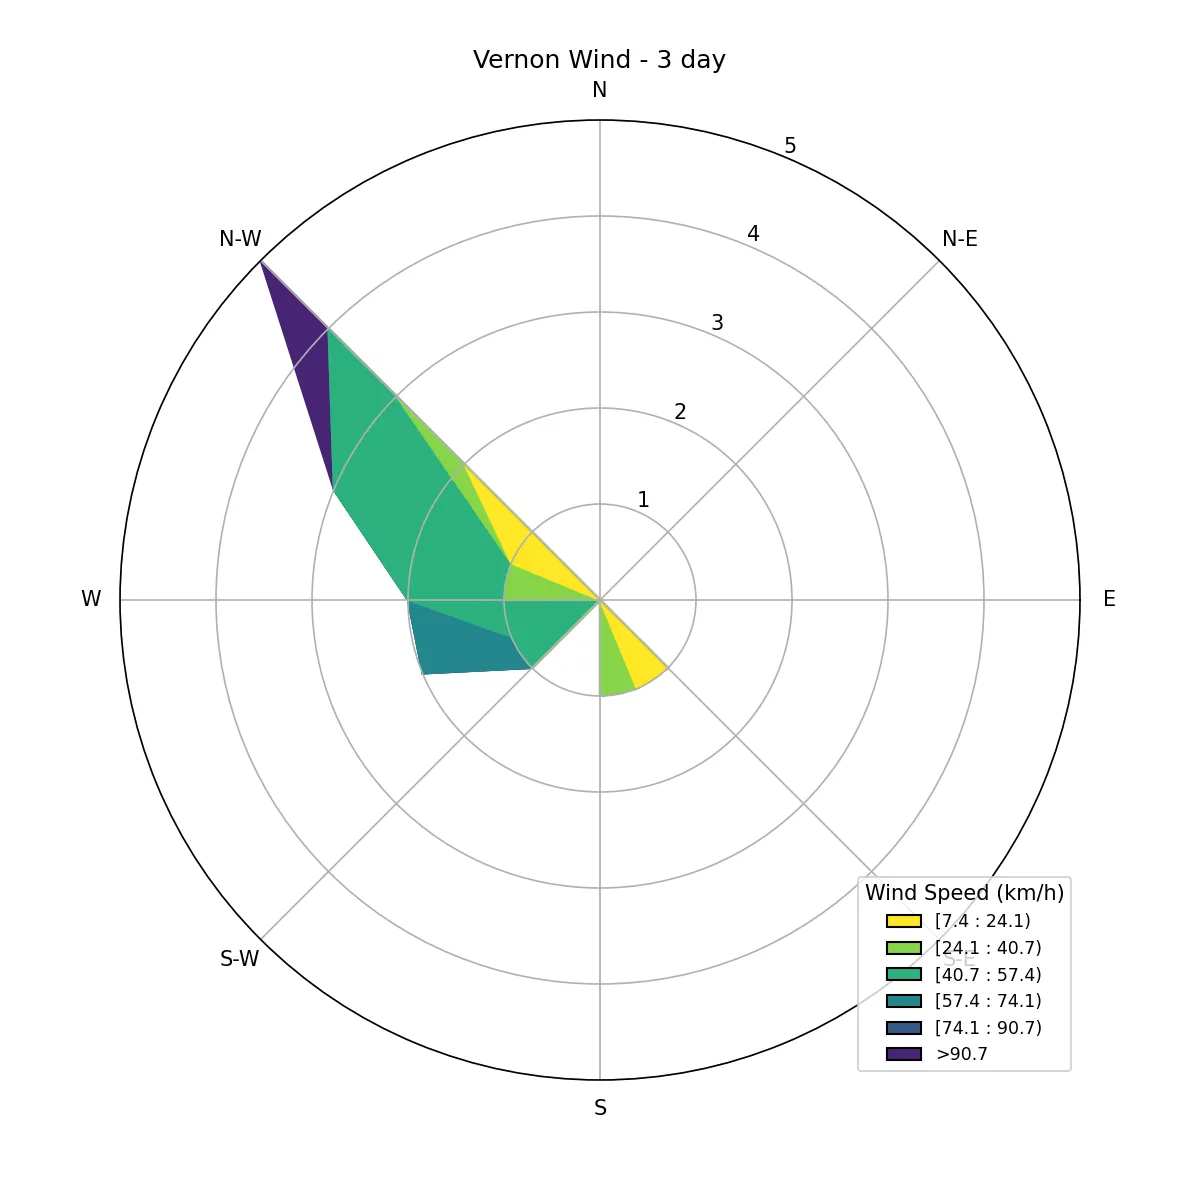 Vernon Wind - 3 day
N
5
N-W
N-E
4
3
2
1
W
E
S-W
S-E
S
Wind Speed (km/h)
[7.4 : 24.1)
[24.1 : 40.7)
[40.7 : 57.4)
[57.4 : 74.1)
[74.1 : 90.7)
>90.7